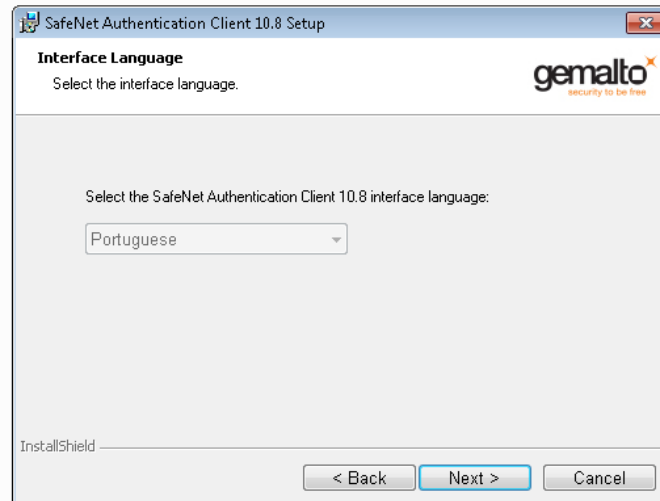 SafeNet Authentication Client 10.8 Setup
Interface Language
Select the interface language.
gemalto
security to be free
Select the SafeNet Authentication Client 10.8 interface language:
Portuguese
InstallShield
< Back
Next >
Cancel